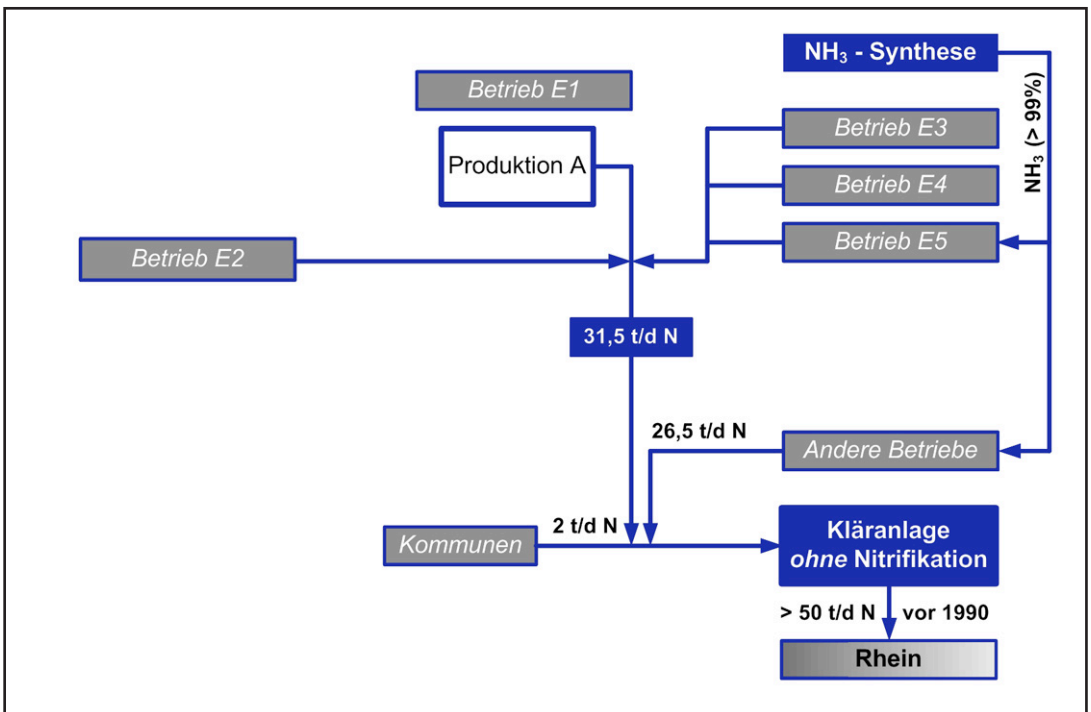 NH₃ - Synthese
Betrieb E1
NH₃ (> 99%)
Betrieb E3
Produktion A
Betrieb E4
Betrieb E5
Betrieb E2
31,5 t/d N
26,5 t/d N
Andere Betriebe
2 t/d N
Kommunen
Kläranlage
ohne Nitrifikation
> 50 t/d N
vor 1990
Rhein